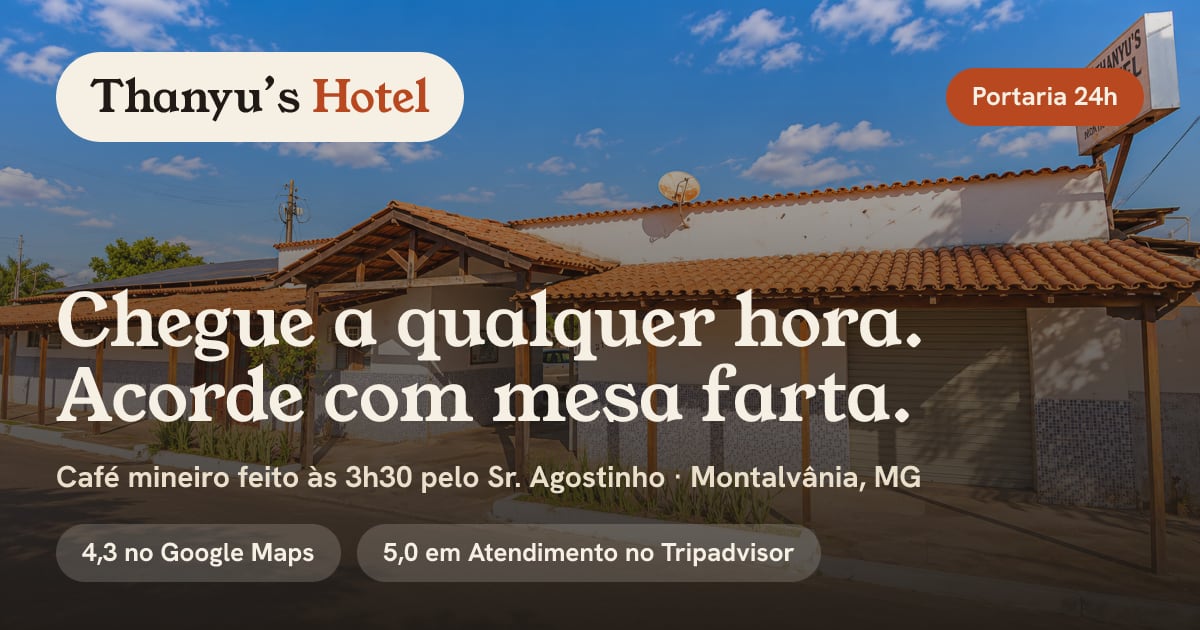 Thanyu's Hotel
Portaria 24h
THANYU'S
Chegue a qualquer hora.
Acorde com mesa farta.
Café mineiro feito às 3h30 pelo Sr. Agostinho · Montalvânia, MG
4,3 no Google Maps
5,0 em Atendimento no Tripadvisor